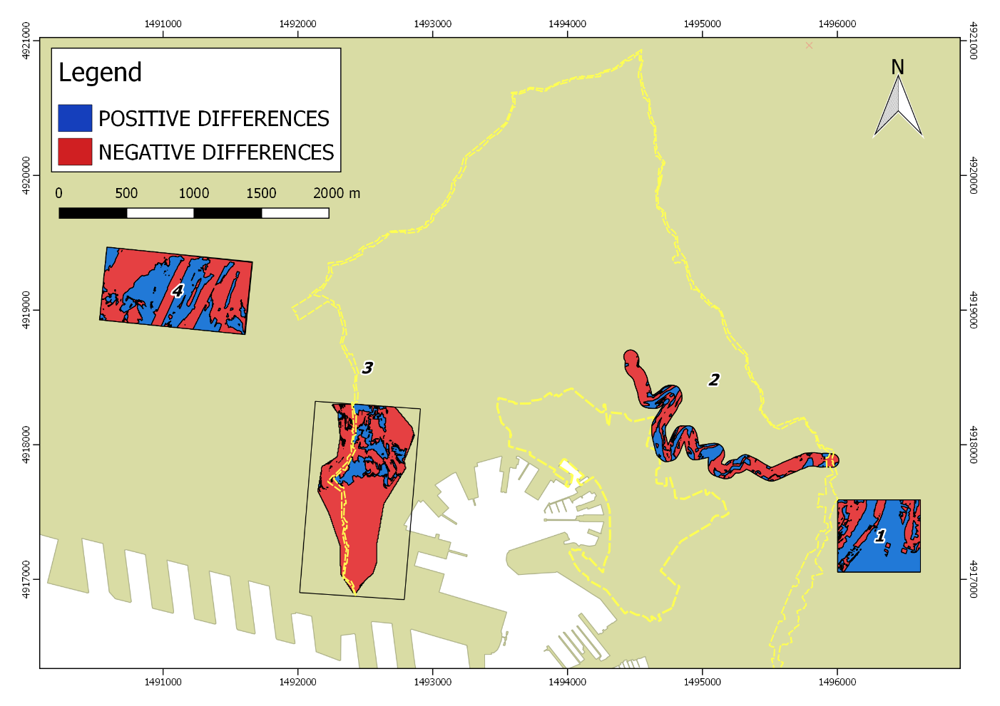 1491000 1492000 1493000 1494000 1495000 1496000
4921000 4921000
Legend
N
POSITIVE DIFFERENCES
NEGATIVE DIFFERENCES
4920000 4920000
0 500 1000 1500 2000 m
4
4919000 4919000
3
2
4918000 4918000
1
4917000 4917000
1491000 1492000 1493000 1494000 1495000 1496000